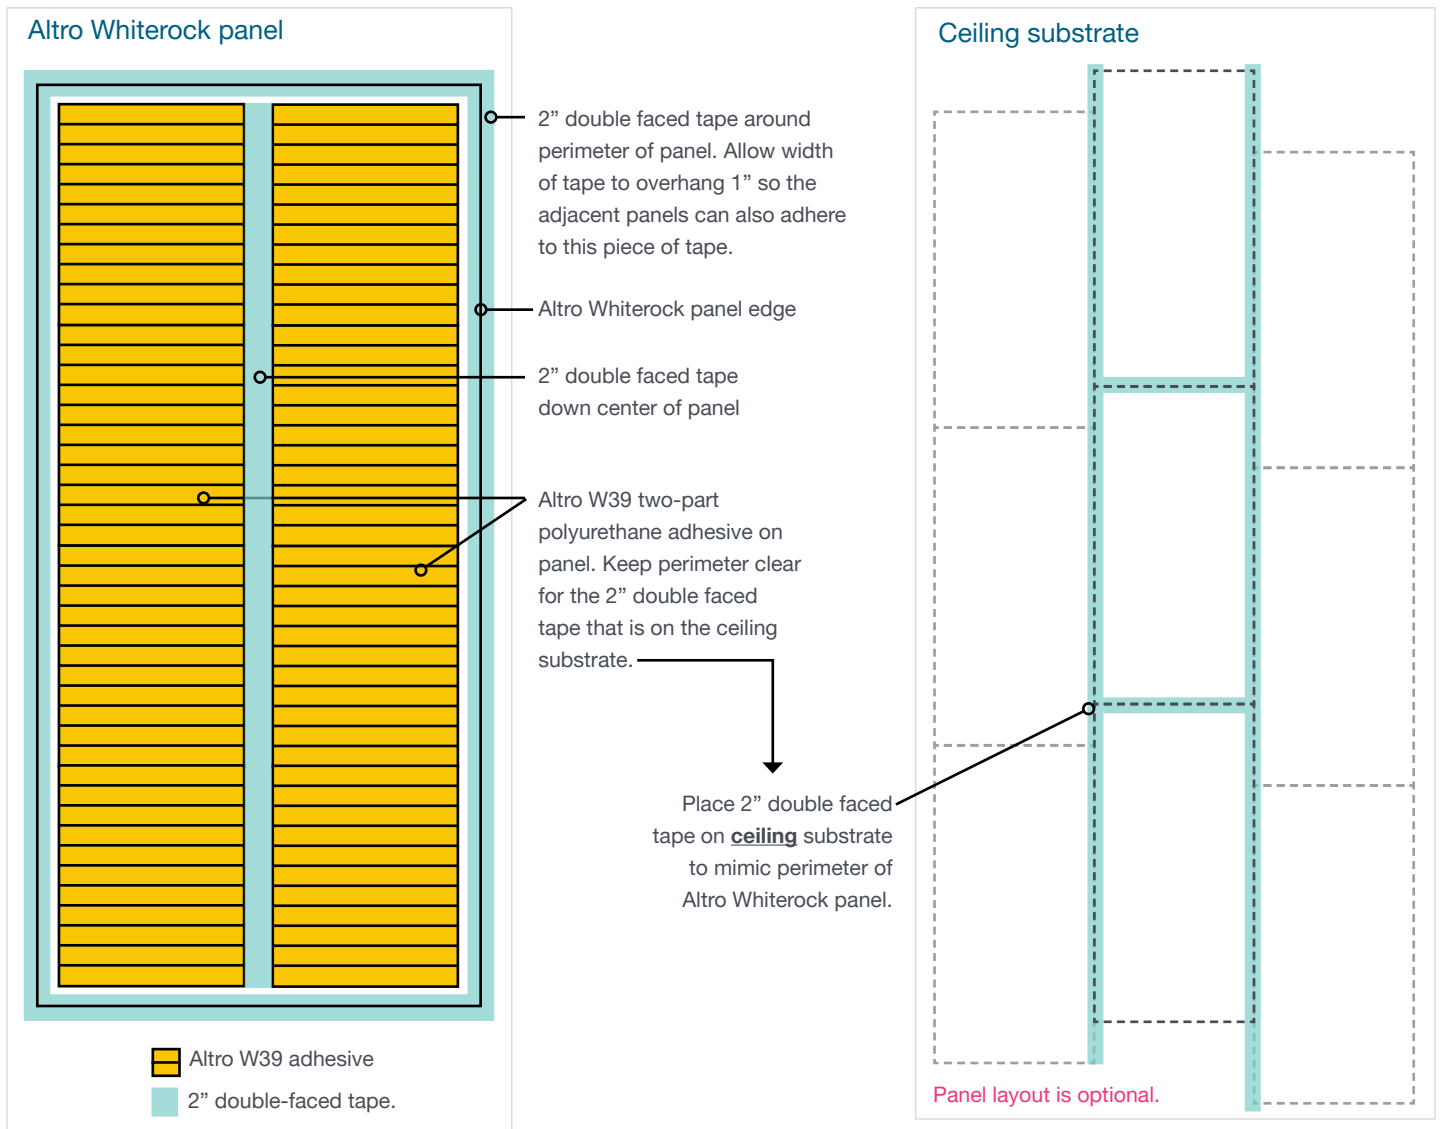 Altro Whiterock panel
2” double faced tape around
perimeter of panel. Allow width
of tape to overhang 1” so the
adjacent panels can also adhere
to this piece of tape.
Altro Whiterock panel edge
2” double faced tape
down center of panel
Altro W39 two-part
polyurethane adhesive on
panel. Keep perimeter clear
for the 2” double faced
tape that is on the ceiling
substrate.
Place 2” double faced
tape on ceiling substrate
to mimic perimeter of
Altro Whiterock panel.
Altro W39 adhesive
2” double-faced tape.
Ceiling substrate
Panel layout is optional.